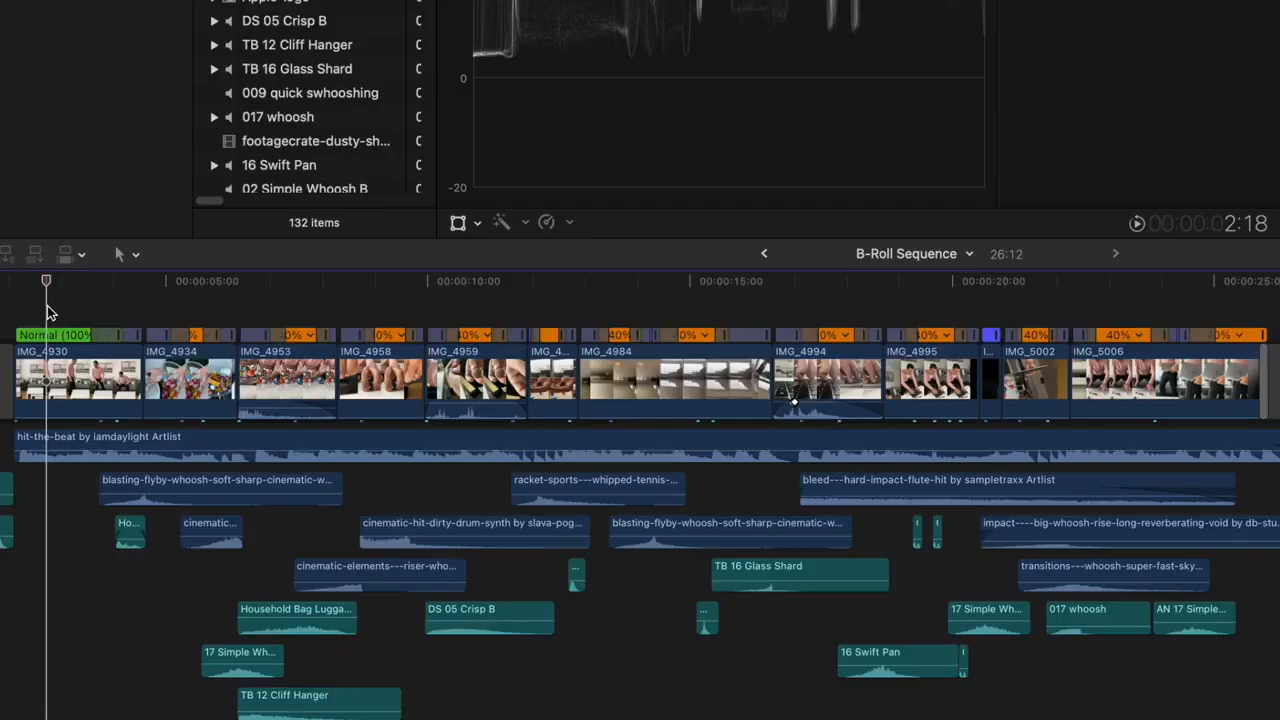 DS 05 Crisp B
TB 12 Cliff Hanger
TB 16 Glass Shard
009 quick swhooshing
017 whoosh
footagecrate-dusty-sh...
16 Swift Pan
02 Simple Whoosh B
132 items
0
-20
00:00:02:18
B-Roll Sequence
26:12
00:00:05:00
00:00:10:00
00:00:15:00
00:00:20:00
00:00:25:0
Normal (100%
%
0%
0%
40%
40%
0%
0%
40%
40%
40%
0%
IMG_4930
IMG_4934
IMG_4953
IMG_4958
IMG_4959
IMG_4...
IMG_4984
IMG_4994
IMG_4995
I...
IMG_5002
IMG_5006
hit-the-beat by iamdaylight Artlist
blasting-flyby-whoosh-soft-sharp-cinematic-w...
racket-sports---whipped-tennis-...
bleed---hard-impact-flute-hit by sampletraxx Artlist
Ho...
cinematic...
cinematic-hit-dirty-drum-synth by slava-pog...
blasting-flyby-whoosh-soft-sharp-cinematic-w...
impact----big-whoosh-rise-long-reverberating-void by db-stu...
cinematic-elements---riser-who...
...
TB 16 Glass Shard
transitions---whoosh-super-fast-sky...
Household Bag Lugga...
DS 05 Crisp B
...
17 Simple Wh...
017 whoosh
AN 17 Simple...
17 Simple Wh...
16 Swift Pan
TB 12 Cliff Hanger